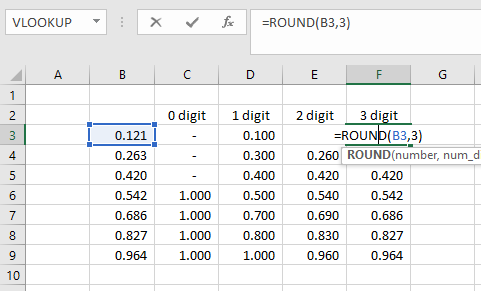 VLOOKUP =ROUND(B3,3)
A B C D E F G
1
2 0 digit 1 digit 2 digit 3 digit
3 0.121 - 0.100 =ROUND(B3,3)
4 0.263 - 0.300 0.260 ROUND(number, num_d
5 0.420 - 0.400 0.420 0.420
6 0.542 1.000 0.500 0.540 0.542
7 0.686 1.000 0.700 0.690 0.686
8 0.827 1.000 0.800 0.830 0.827
9 0.964 1.000 1.000 0.960 0.964
10